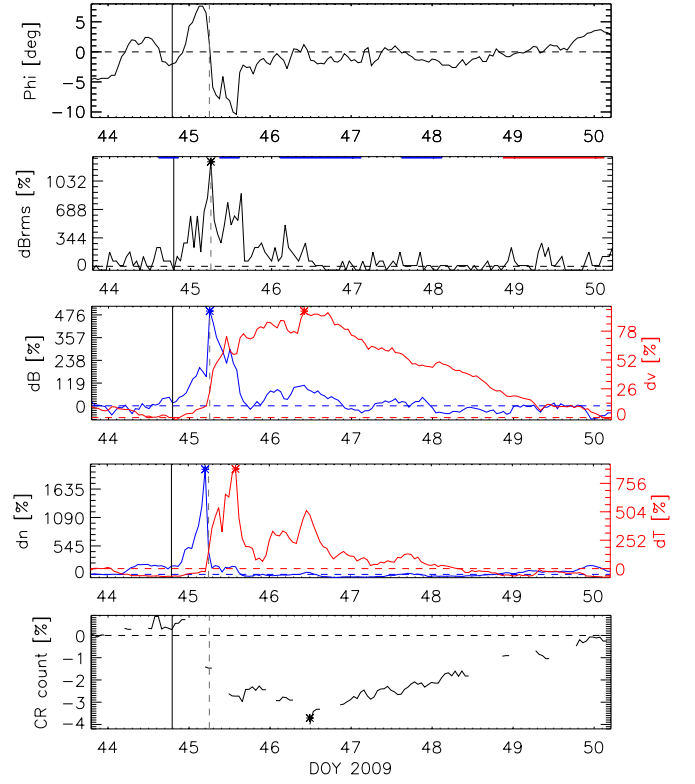 Phi [deg]
5
0
−5
−10
44 45 46 47 48 49 50
dBrms [%]
1032
688
344
0
44 45 46 47 48 49 50
dB [%]
476
357
238
119
0
78
52
26
0
dv [%]
44 45 46 47 48 49 50
dn [%]
1635
1090
545
0
756
504
252
0
dT [%]
44 45 46 47 48 49 50
CR count [%]
0
−1
−2
−3
−4
44 45 46 47 48 49 50
DOY 2009